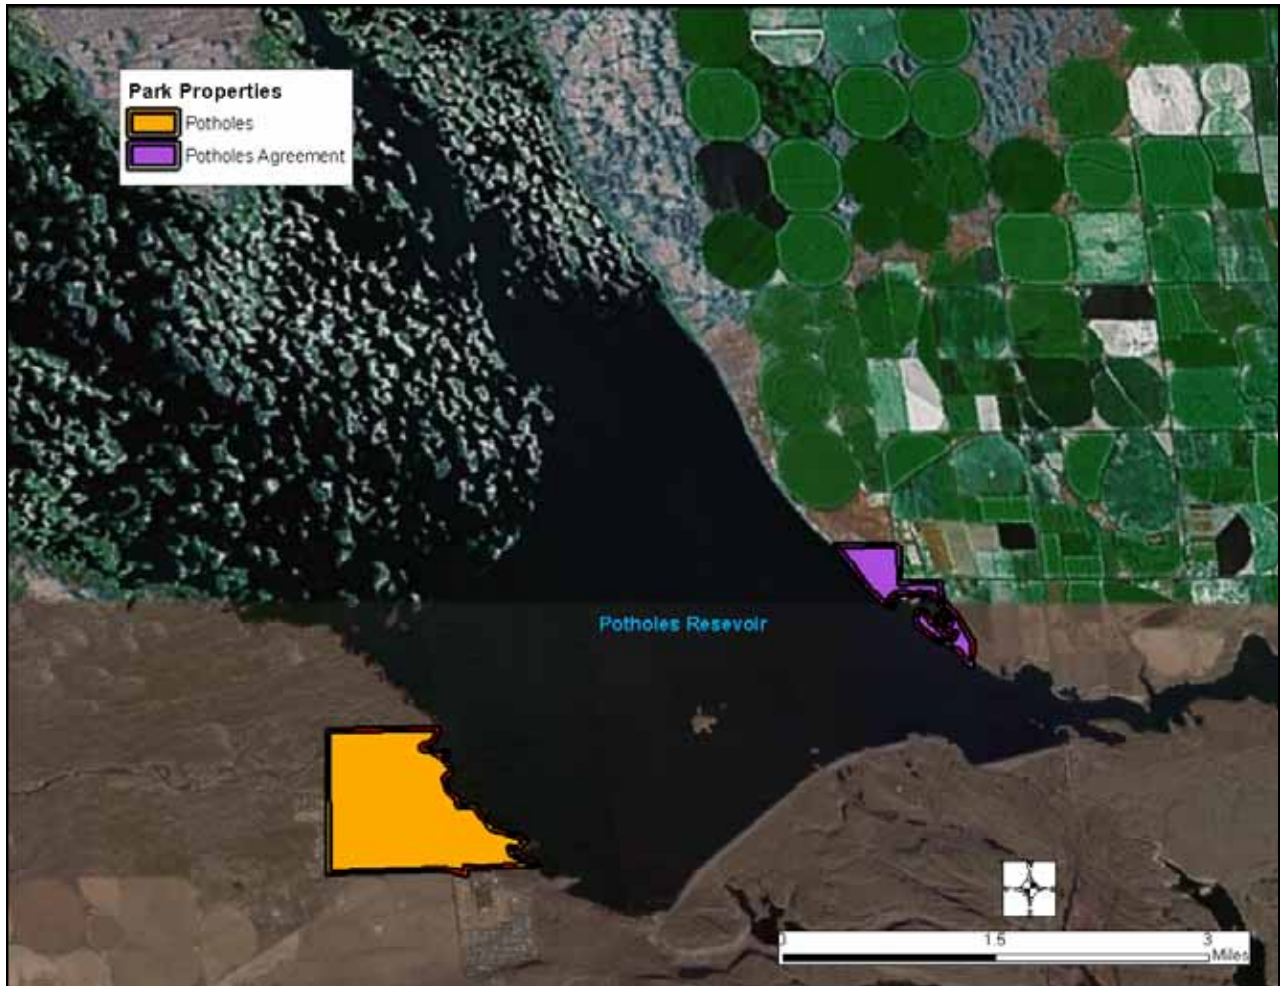 Park Properties
Potholes
Potholes Agreement
Potholes Resevoir
N
0
1.5
3
Miles